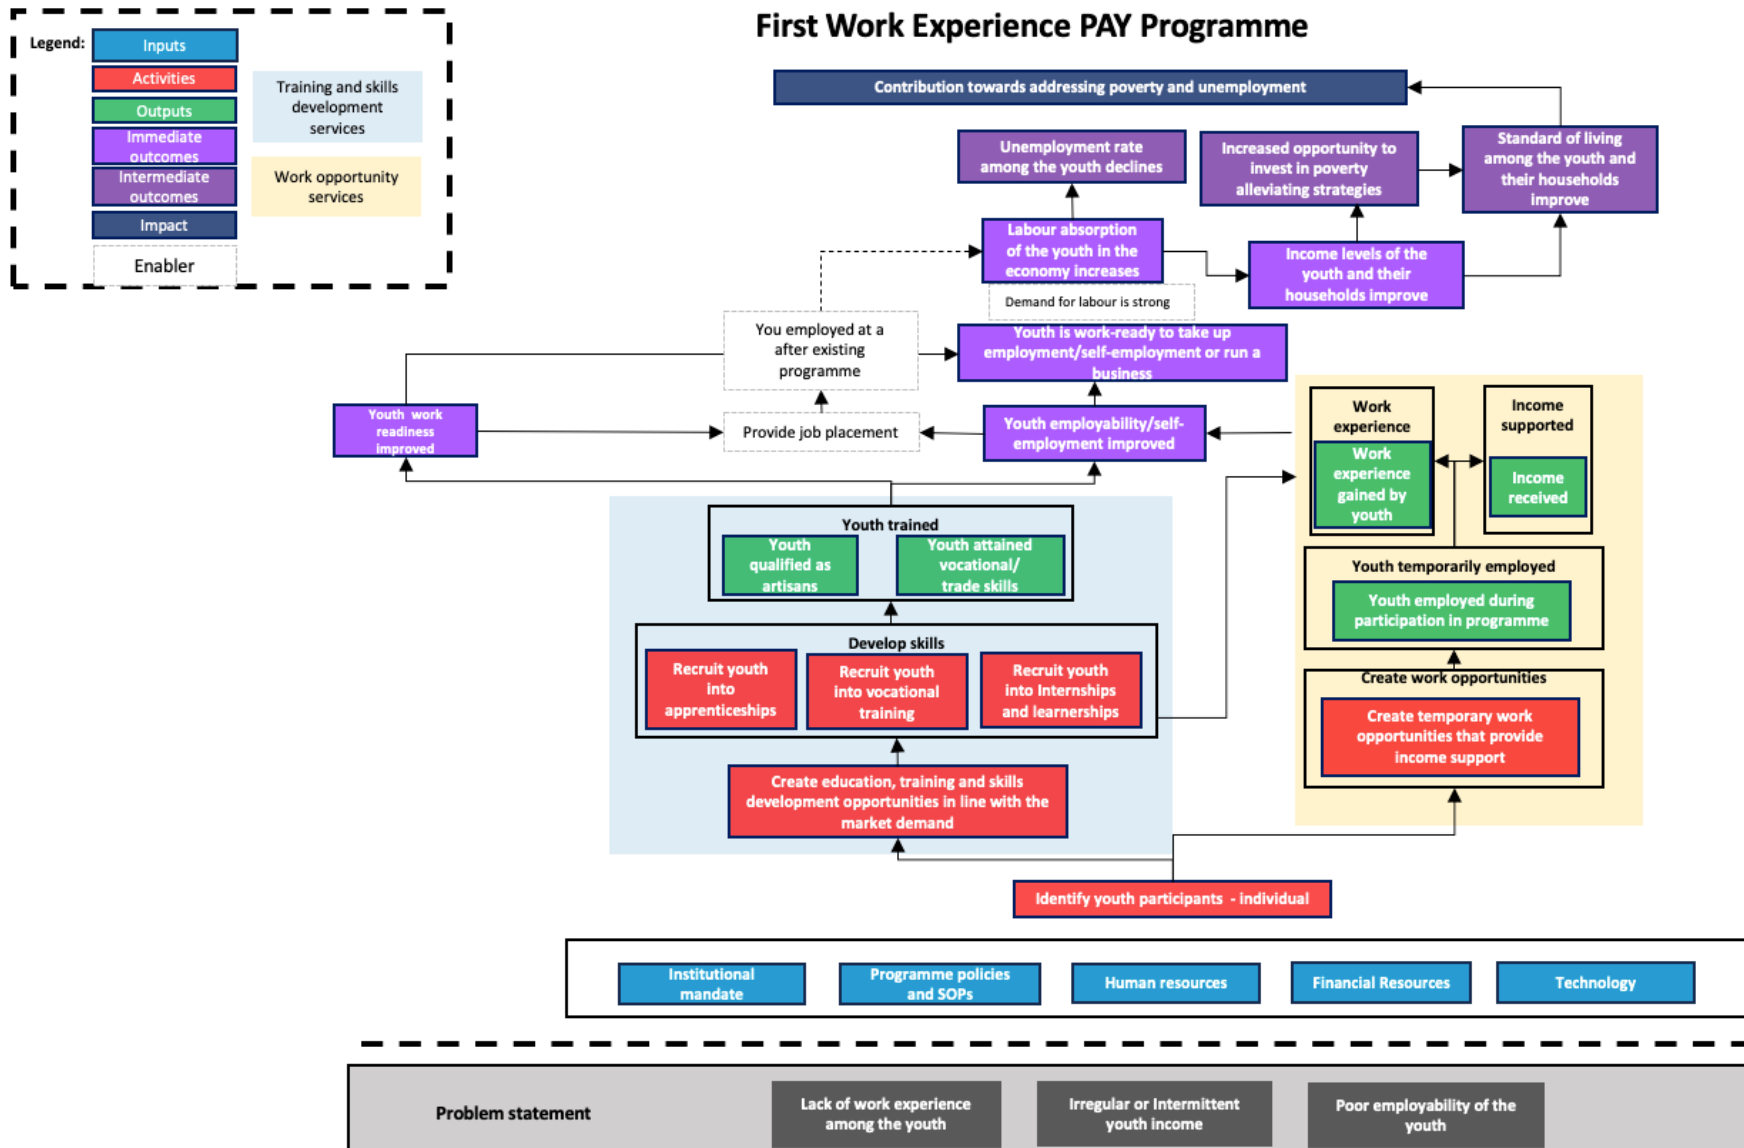 First Work Experience PAY Programme
Legend:
Inputs
Activities
Outputs
Immediate
outcomes
Intermediate
outcomes
Impact
Enabler
Training and skills
development
services
Work opportunity
services
Contribution towards addressing poverty and unemployment
Unemployment rate
among the youth declines
Increased opportunity to
invest in poverty
alleviating strategies
Standard of living
among the youth and
their households
improve
Labour absorption
of the youth in the
economy increases
Income levels of the
youth and their
households improve
Demand for labour is strong
You employed at a
after existing
programme
Youth is work-ready to take up
employment/self-employment or run a
business
Youth work
readiness
improved
Provide job placement
Youth employability/self-
employment improved
Work
experience
Work
experience
gained by
youth
Income
supported
Income
received
Youth trained
Youth
qualified as
artisans
Youth attained
vocational/
trade skills
Youth temporarily employed
Youth employed during
participation in programme
Develop skills
Recruit youth
into
apprenticeships
Recruit youth
into vocational
training
Recruit youth
into Internships
and learnerships
Create work opportunities
Create temporary work
opportunities that provide
income support
Create education, training and skills
development opportunities in line with the
market demand
Identify youth participants - individual
Institutional
mandate
Programme policies
and SOPs
Human resources
Financial Resources
Technology
Problem statement
Lack of work experience
among the youth
Irregular or Intermittent
youth income
Poor employability of the
youth